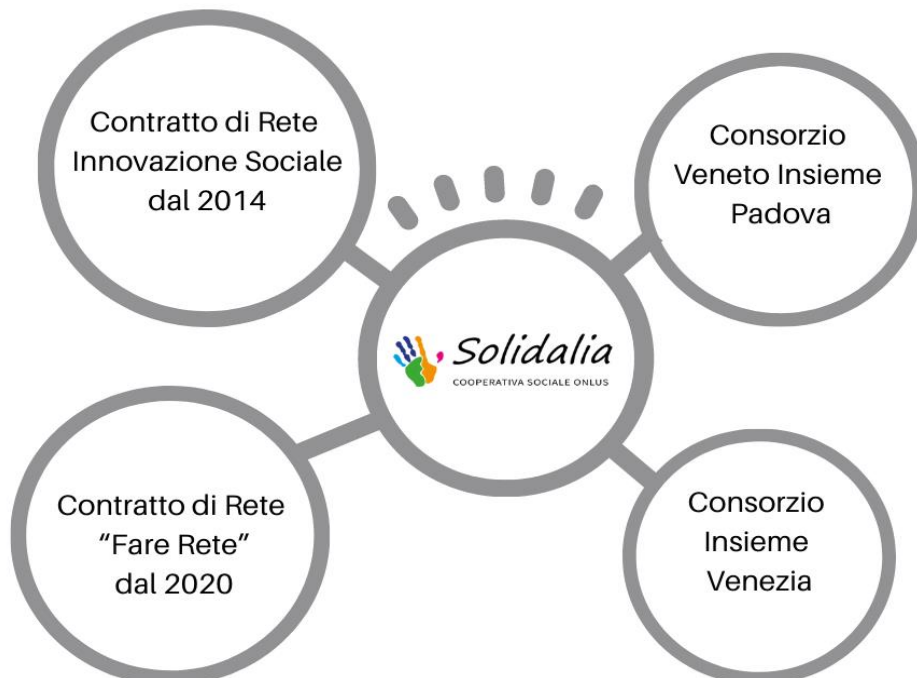 Contratto di Rete
Innovazione Sociale
dal 2014
Consorzio
Veneto Insieme
Padova
Solidalia
COOPERATIVA SOCIALE ONLUS
Contratto di Rete
“Fare Rete”
dal 2020
Consorzio
Insieme
Venezia